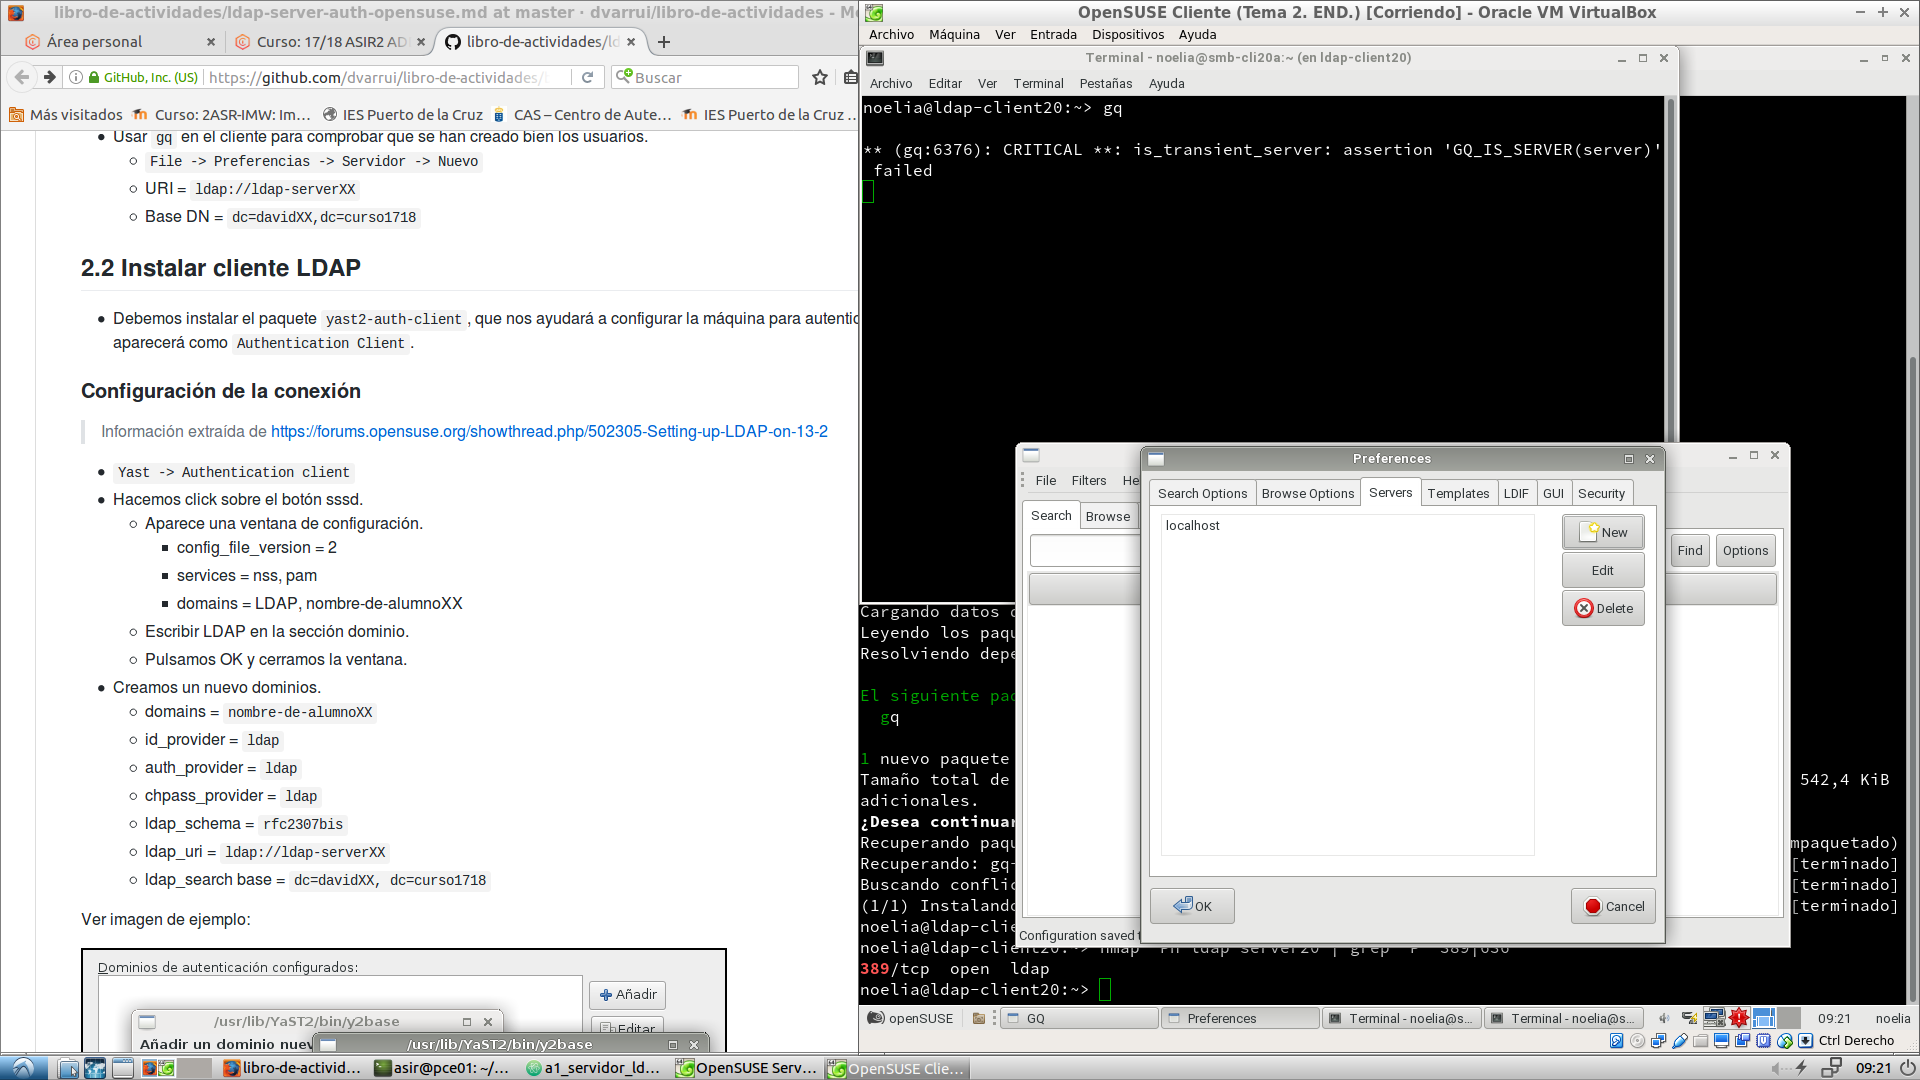 libro-de-actividades/ldap-server-auth-opensuse.md at master · dvarrui/libro-de-actividades - Mo
Área personal
Curso: 17/18 ASIR2 AD
libro-de-actividades/ld
GitHub, Inc. (US)
https://github.com/dvarrui/libro-de-actividades/b
Buscar
Más visitados
Curso: 2ASR-IMW: Im…
IES Puerto de la Cruz
CAS – Centro de Aute…
IES Puerto de la Cruz …
Usar gq en el cliente para comprobar que se han creado bien los usuarios.
File -> Preferencias -> Servidor -> Nuevo
URI = ldap://ldap-serverXX
Base DN = dc=davidXX,dc=curso1718
2.2 Instalar cliente LDAP
Debemos instalar el paquete yast2-auth-client, que nos ayudará a configurar la máquina para autentic
aparecerá como Authentication Client.
Configuración de la conexión
Información extraída de https://forums.opensuse.org/showthread.php/502305-Setting-up-LDAP-on-13-2
Yast -> Authentication client
Hacemos click sobre el botón sssd.
Aparece una ventana de configuración.
config_file_version = 2
services = nss, pam
domains = LDAP, nombre-de-alumnoXX
Escribir LDAP en la sección dominio.
Pulsamos OK y cerramos la ventana.
Creamos un nuevo dominios.
domains = nombre-de-alumnoXX
id_provider = ldap
auth_provider = ldap
chpass_provider = ldap
ldap_schema = rfc2307bis
ldap_uri = ldap://ldap-serverXX
ldap_search base = dc=davidXX, dc=curso1718
Ver imagen de ejemplo:
Dominios de autenticación configurados:
Añadir
Editar
/usr/lib/YaST2/bin/y2base
Añadir un dominio nuev
/usr/lib/YaST2/bin/y2base
OpenSUSE Cliente (Tema 2. END.) [Corriendo] - Oracle VM VirtualBox
Archivo Máquina Ver Entrada Dispositivos Ayuda
Terminal - noelia@smb-cli20a:~ (en ldap-client20)
Archivo Editar Ver Terminal Pestañas Ayuda
noelia@ldap-client20:~> gq
** (gq:6376): CRITICAL **: is_transient_server: assertion 'GQ_IS_SERVER(server)'
failed
File Filters He
Search Browse
Find Options
Configuration saved t
Preferences
Search Options Browse Options Servers Templates LDIF GUI Security
localhost
New
Edit
Delete
OK
Cancel
Cargando datos d
Leyendo los paqu
Resolviendo depe
El siguiente paq
gq
1 nuevo paquete
Tamaño total de 542,4 KiB
adicionales.
¿Desea continuar
Recuperando paqu mpaquetado)
Recuperando: gq- [terminado]
Buscando conflic [terminado]
(1/1) Instalando [terminado]
noelia@ldap-clie
noelia@ldap-client20:~> nmap -Pn ldap-server20 | grep -P '389|636'
389/tcp open ldap
noelia@ldap-client20:~>
openSUSE
GQ
Preferences
Terminal - noelia@s...
Terminal - noelia@s...
09:21
noelia
Ctrl Derecho
libro-de-activid...
asir@pce01: ~/...
a1_servidor_ld...
OpenSUSE Serv...
OpenSUSE Clie...
09:21